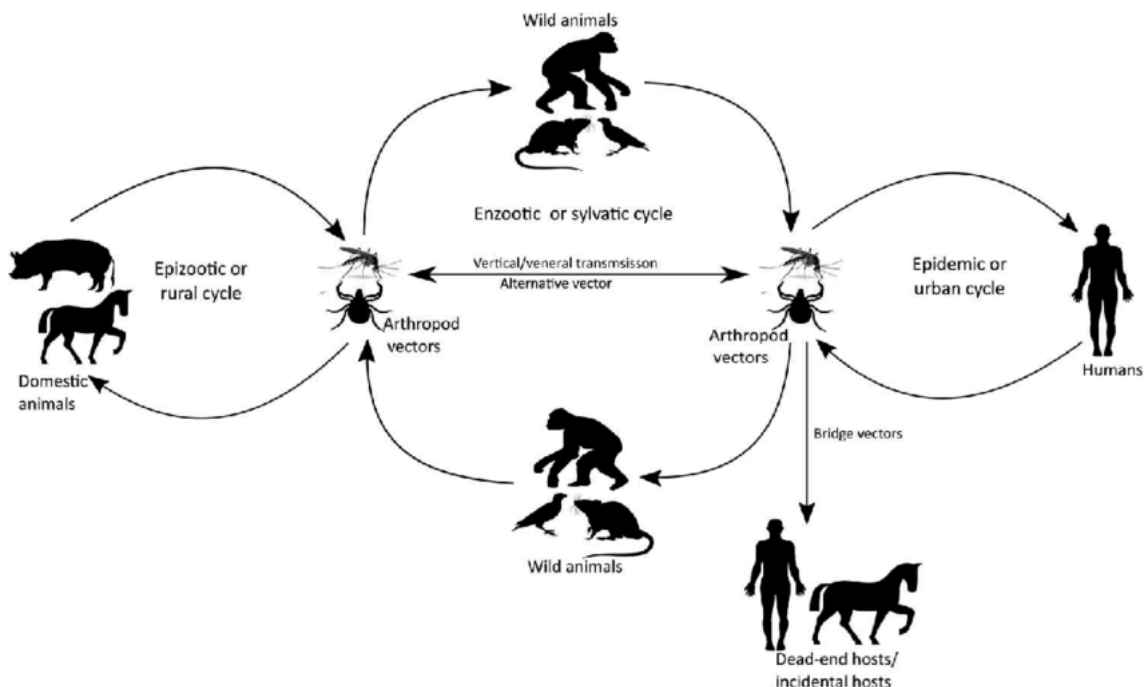 Wild animals
Enzootic or sylvatic cycle
Epizootic or
rural cycle
Vertical/veneral transmsisson
Alternative vector
Epidemic or
urban cycle
Arthropod
vectors
Arthropod
vectors
Domestic
animals
Humans
Bridge vectors
Wild animals
Dead-end hosts/
incidental hosts